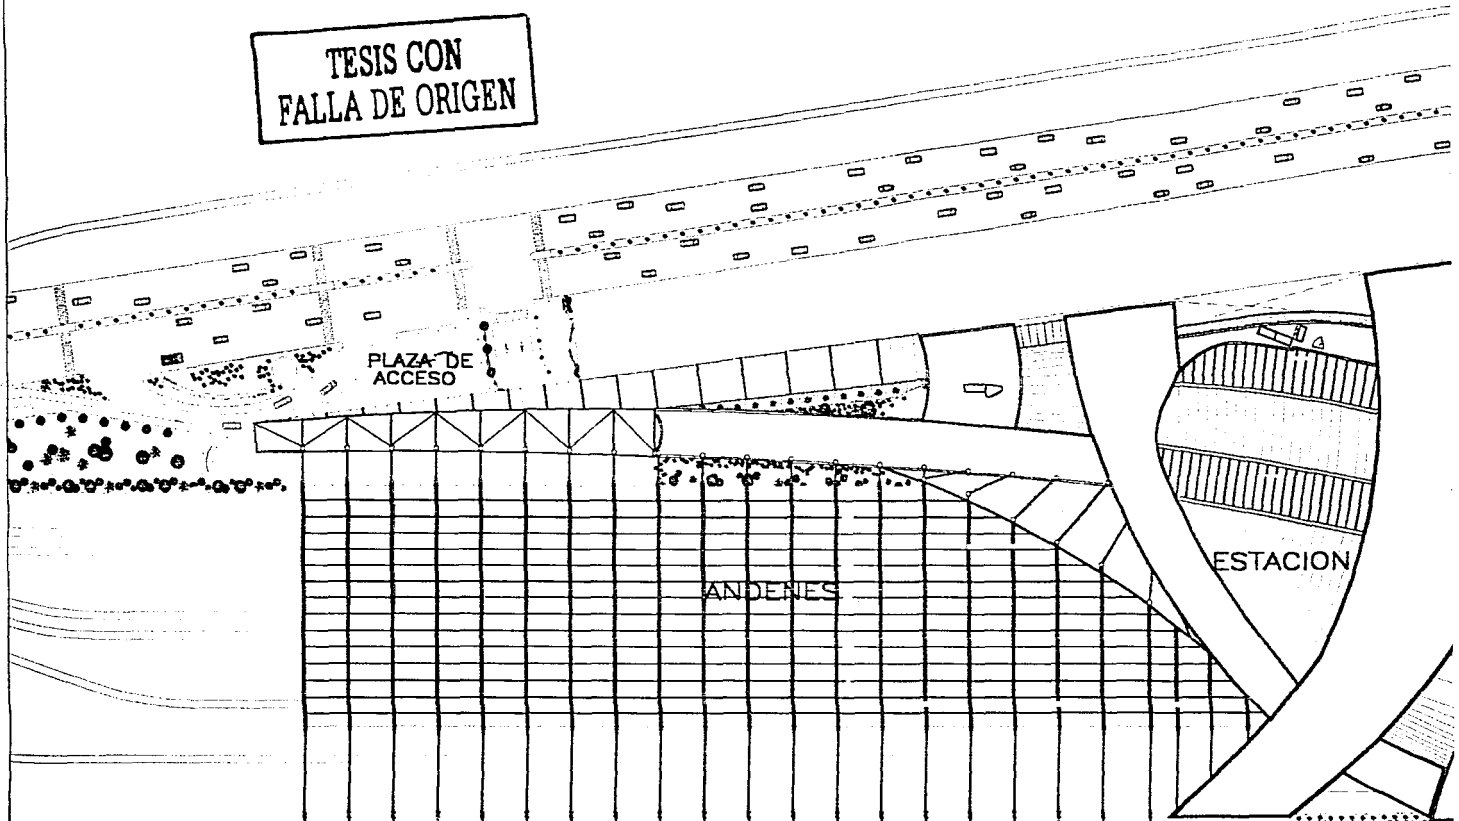 TESIS CON
FALLA DE ORIGEN
PLAZA DE
ACCESO
ANDENES
ESTACION